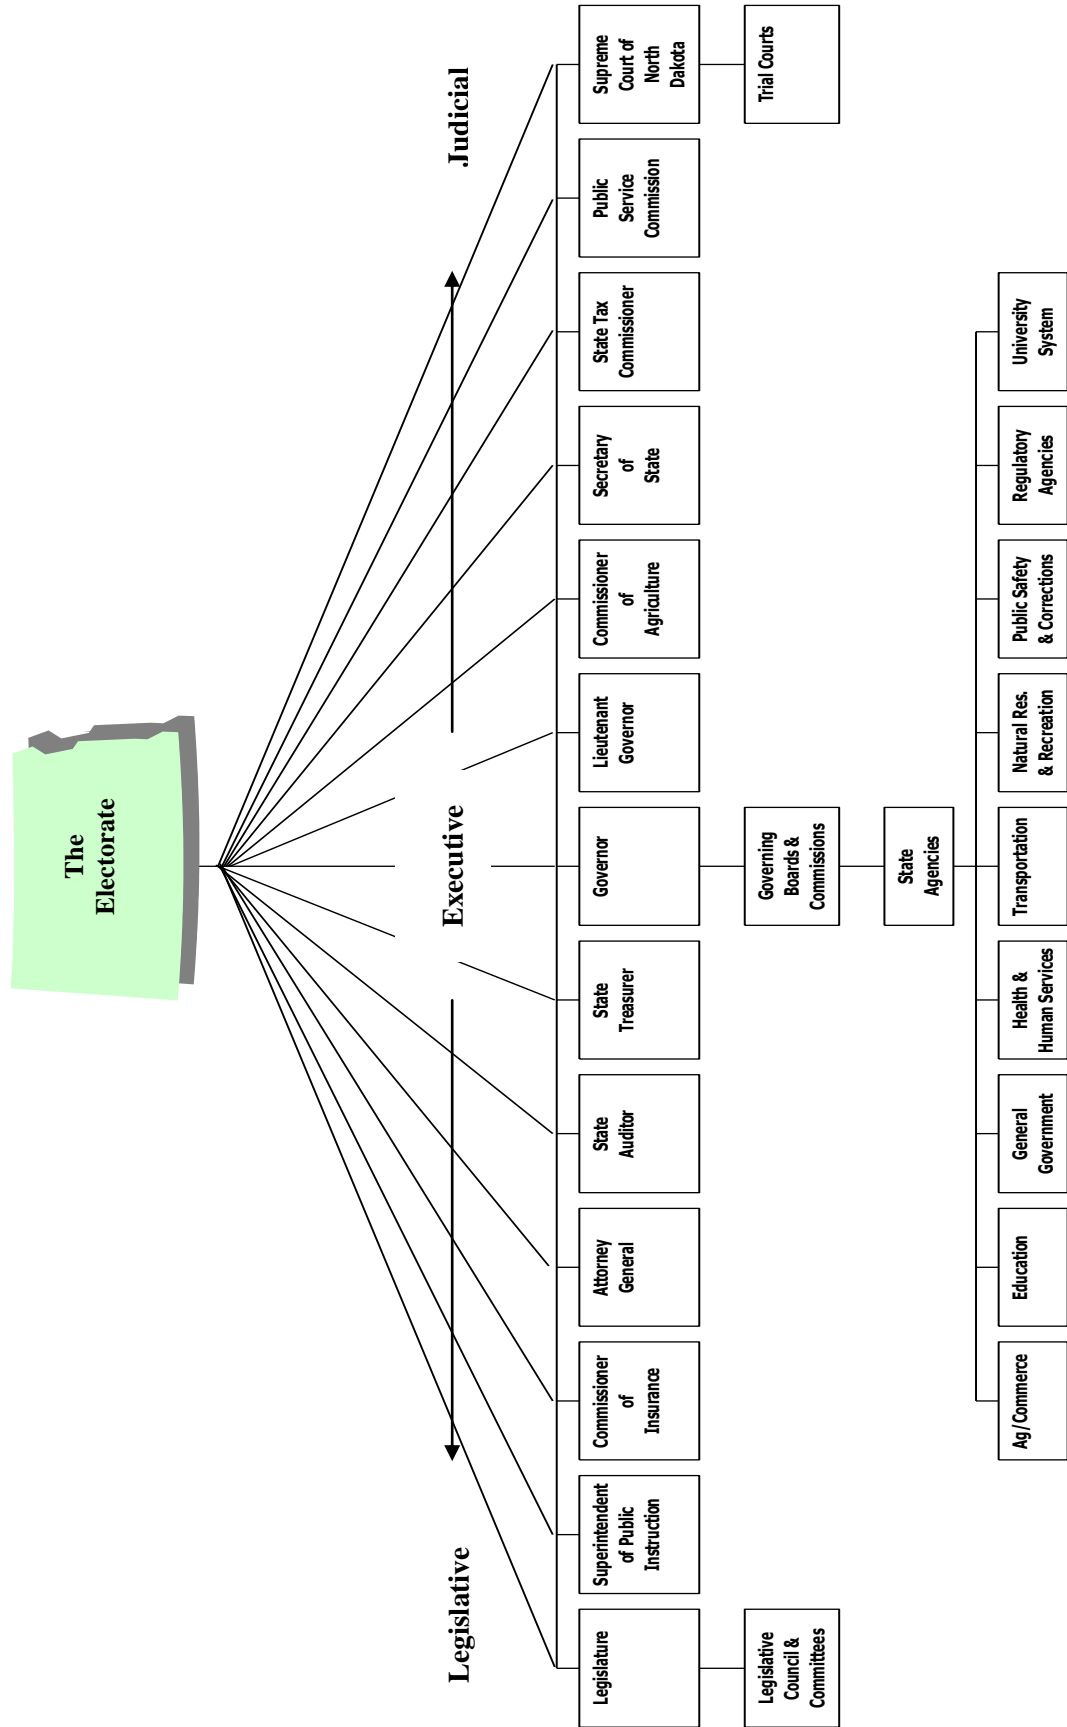 The
Electorate
Legislative
Executive
Judicial
Legislature
Superintendent
of Public
Instruction
Commissioner
of
Insurance
Attorney
General
State
Auditor
State
Treasurer
Governor
Lieutenant
Governor
Commissioner
of
Agriculture
Secretary
of
State
State Tax
Commissioner
Public
Service
Commission
Supreme
Court of
North
Dakota
Legislative
Council &
Committees
Governing
Boards &
Commissions
Trial Courts
State
Agencies
Ag/Commerce
Education
General
Government
Health &
Human Services
Transportation
Natural Res.
& Recreation
Public Safety
& Corrections
Regulatory
Agencies
University
System